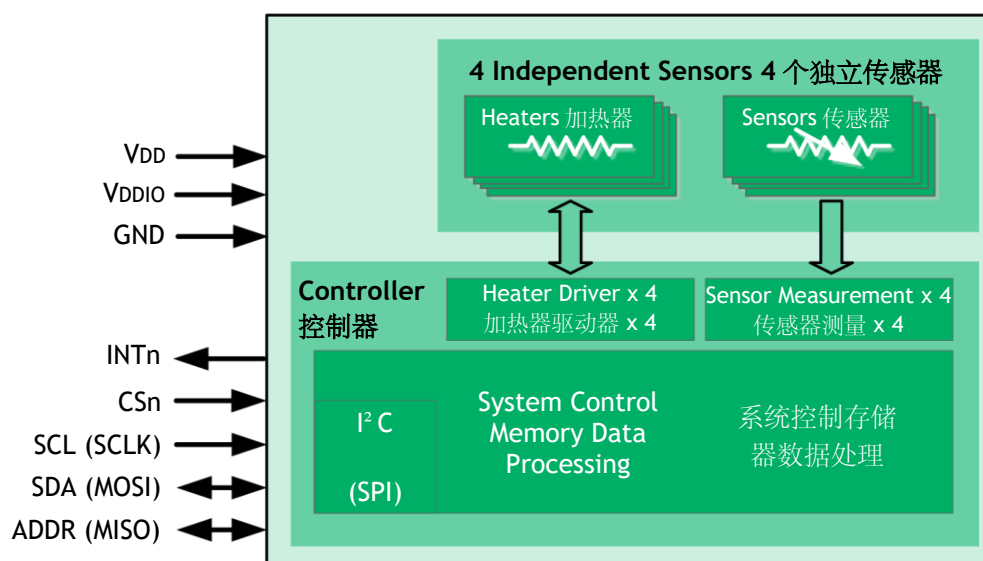 4 Independent Sensors 4 个独立传感器
Heaters 加热器
Sensors 传感器
VDD
VDDIO
GND
Controller
控制器
Heater Driver x 4
加热器驱动器 x 4
Sensor Measurement x 4
传感器测量 x 4
INTn
CSn
SCL (SCLK)
SDA (MOSI)
ADDR (MISO)
I² C
(SPI)
System Control
Memory Data
Processing
系统控制存储
器数据处理